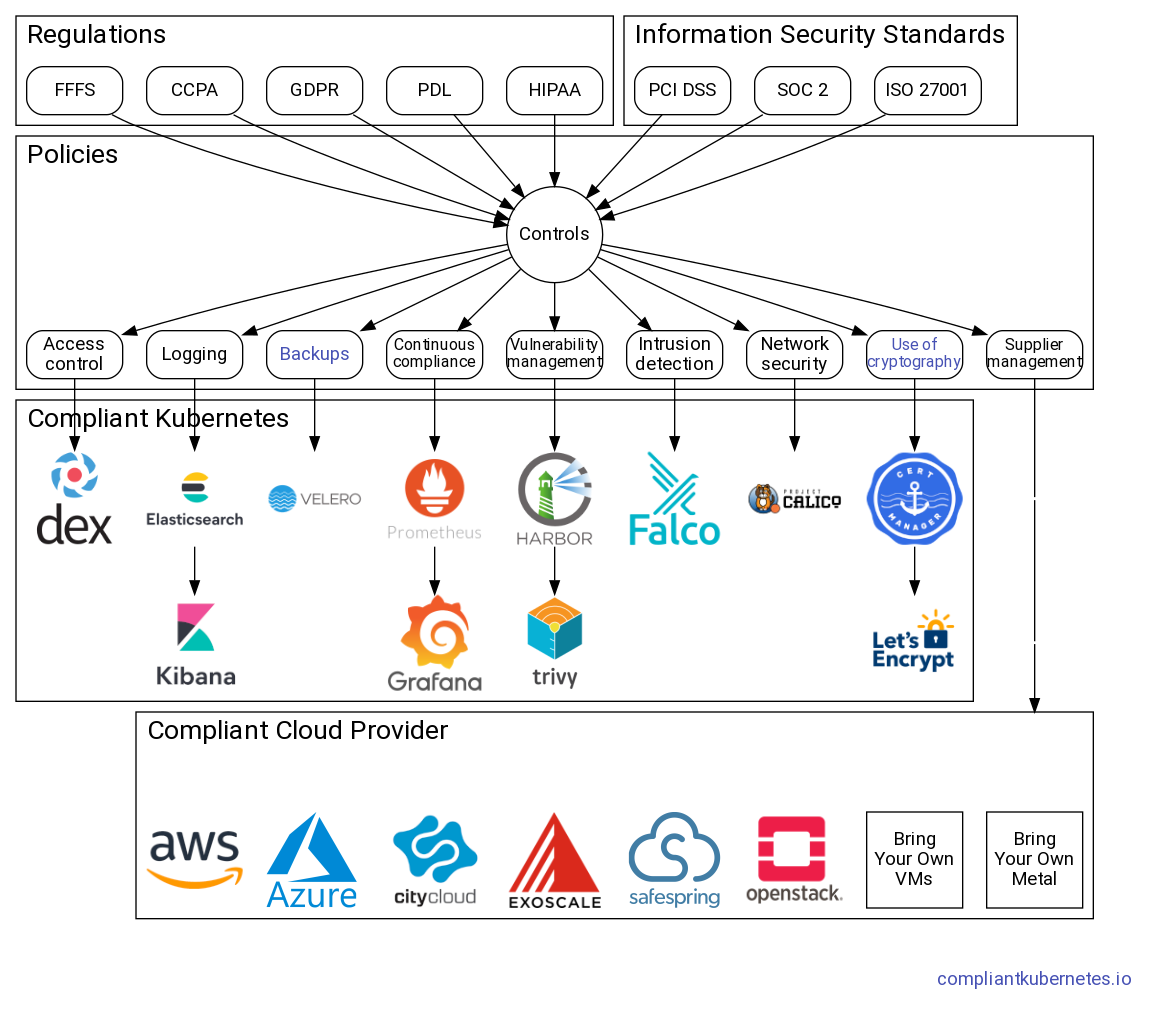 Regulations
Information Security Standards
FFFS
CCPA
GDPR
PDL
HIPAA
PCI DSS
SOC 2
ISO 27001
Policies
Controls
Access
control
Logging
Backups
Continuous
compliance
Vulnerability
management
Intrusion
detection
Network
security
Use of
cryptography
Supplier
management
Compliant Kubernetes
dex
Elasticsearch
VELERO
Prometheus
HARBOR
Falco
PROJECT
CALICO
CERT
MANAGER
Kibana
Grafana
trivy
Let's
Encrypt
Compliant Cloud Provider
aws
Azure
citycloud
EXOSCALE
safespring
openstack.
Bring
Your Own
VMs
Bring
Your Own
Metal
compliantkubernetes.io